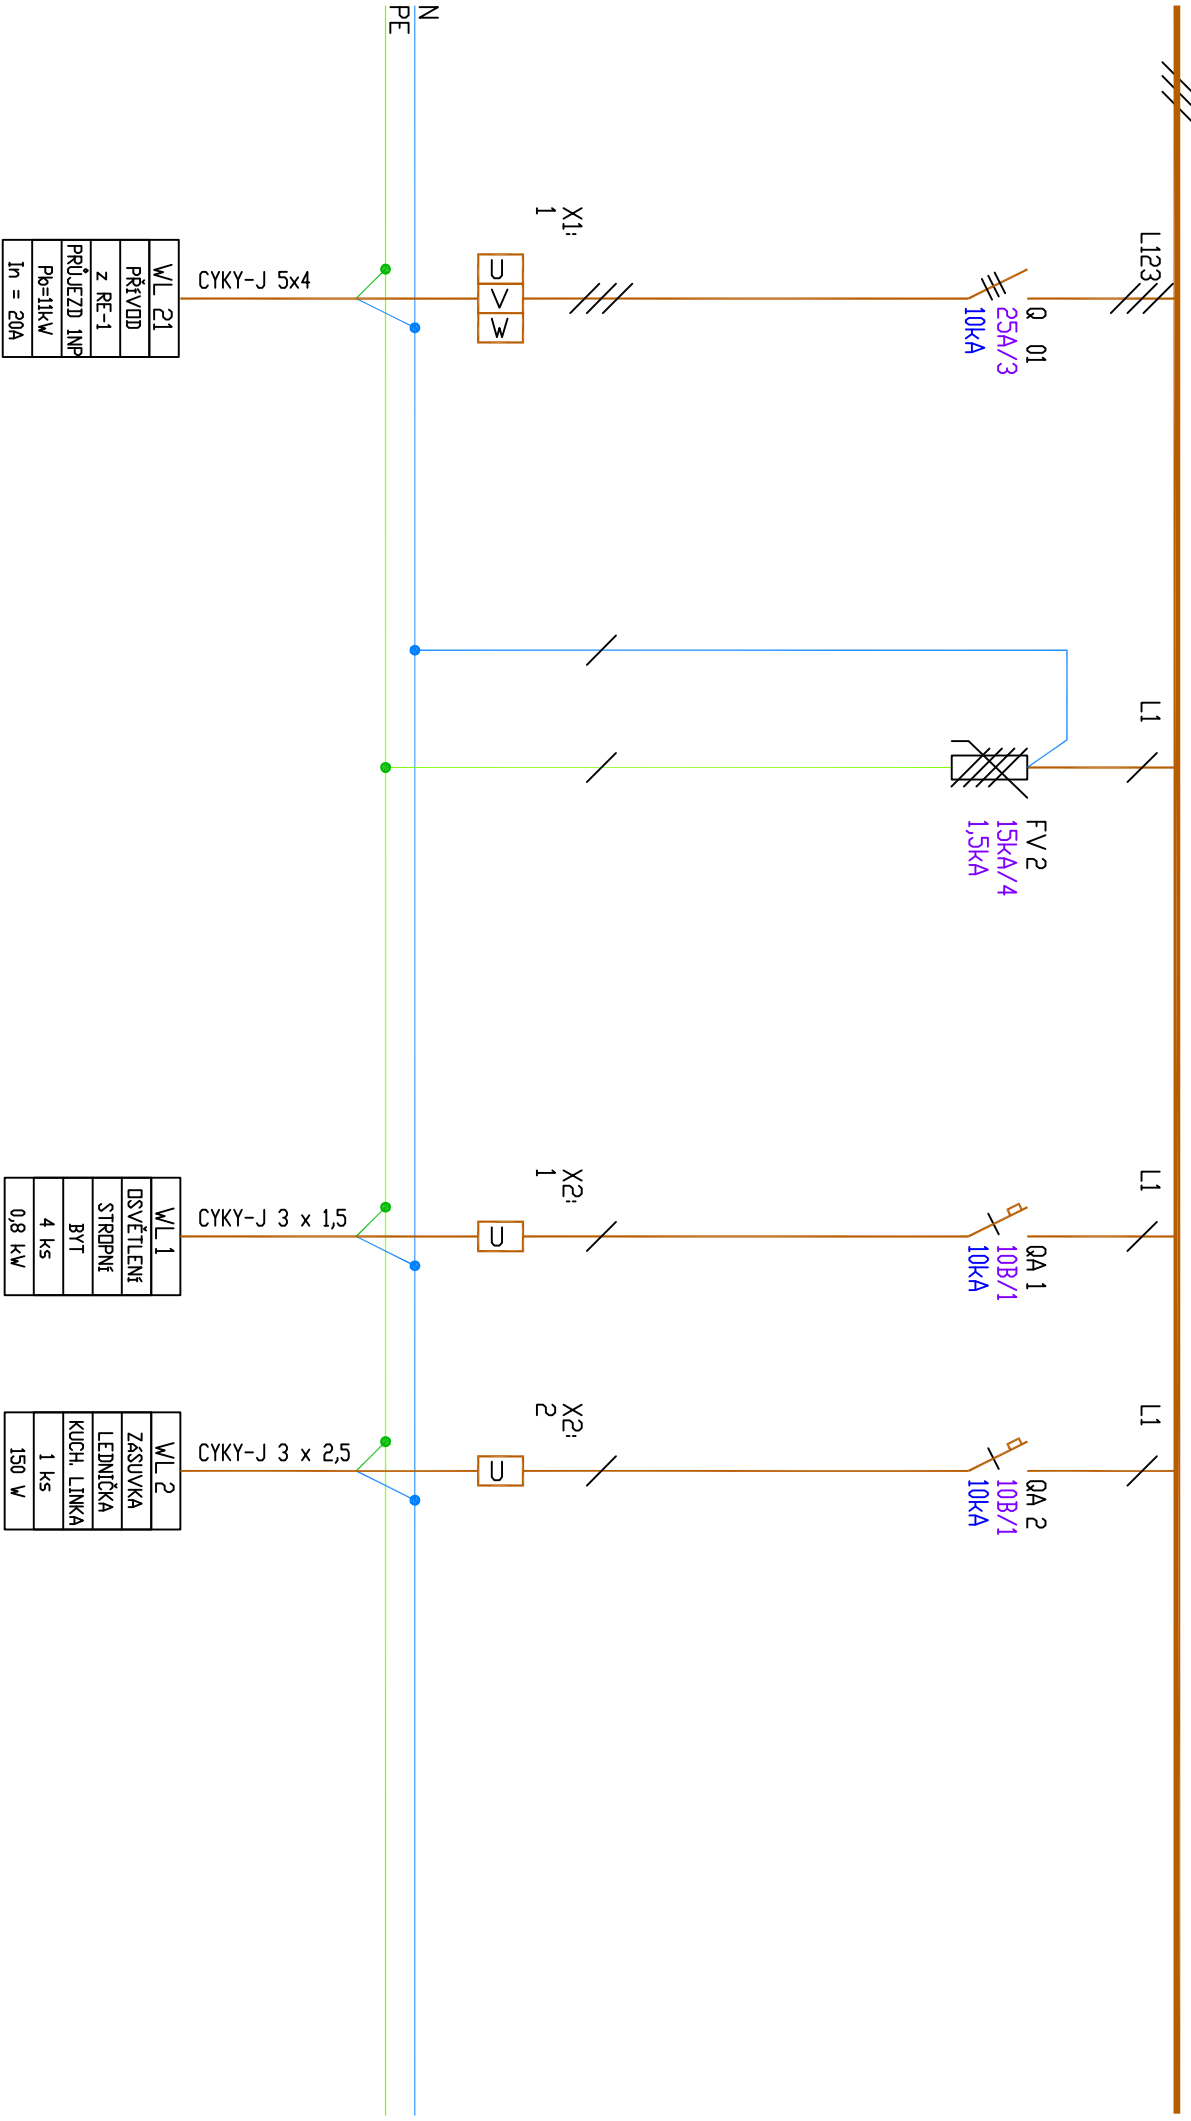 L123
Q 01
25A/3
10kA
X1:
1
U
V
W
N
PE
CYKY-J 5x4
WL 21
PŘÍVOD
z RE-1
PRŮJEZD 1NP
Pb=11kW
In = 20A
L1
FV 2
15kA/4
1,5kA
L1
QA 1
10B/1
10kA
X2:
1
U
CYKY-J 3 x 1,5
WL 1
OSVĚTLENÍ
STROPNÍ
BYT
4 ks
0,8 kW
L1
QA 2
10B/1
10kA
X2:
2
U
CYKY-J 3 x 2,5
WL 2
ZÁSUVKA
LEDNIČKA
KUCH. LINKA
1 ks
150 W